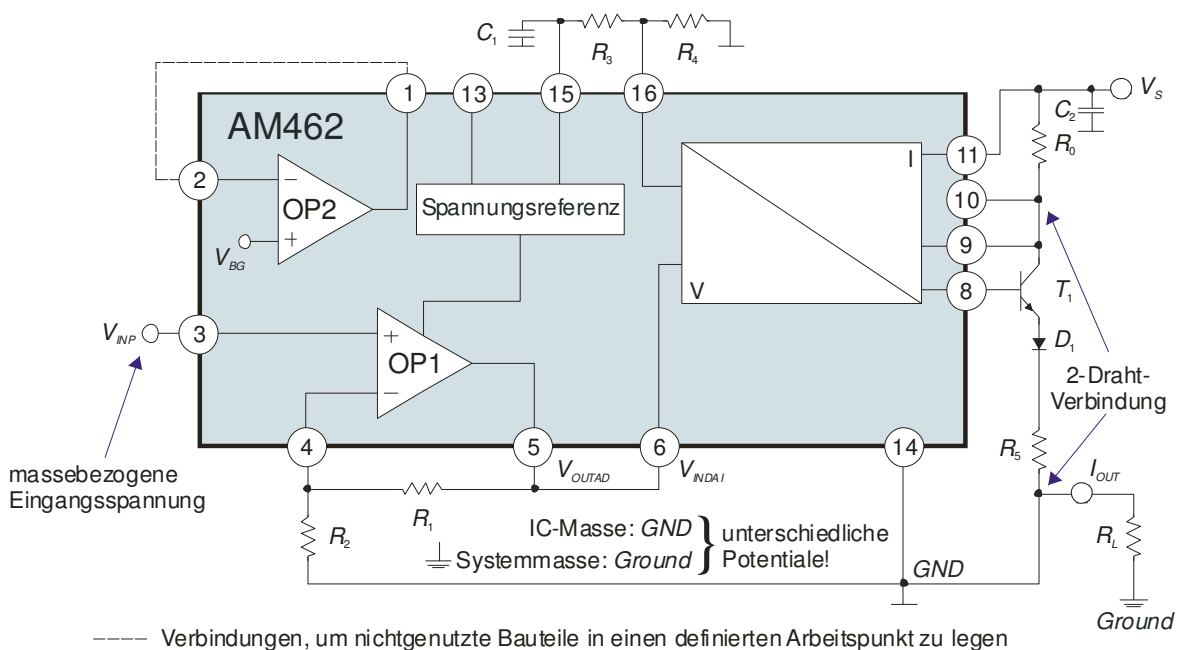 C1
R3
R4
1
13
15
16
VS
C2
R0
AM462
2
OP2
−
+
VBG
Spannungsreferenz
I
V
11
10
9
8
T1
D1
2-Draht-
Verbindung
VINP
3
+
OP1
−
4
5
6
14
VOUTAD
VINDAI
R5
IOUT
massebezogene
Eingangsspannung
R1
R2
RL
IC-Masse: GND
Systemmasse: Ground
unterschiedliche
Potentiale!
GND
Ground
Verbindungen, um nichtgenutzte Bauteile in einen definierten Arbeitspunkt zu legen